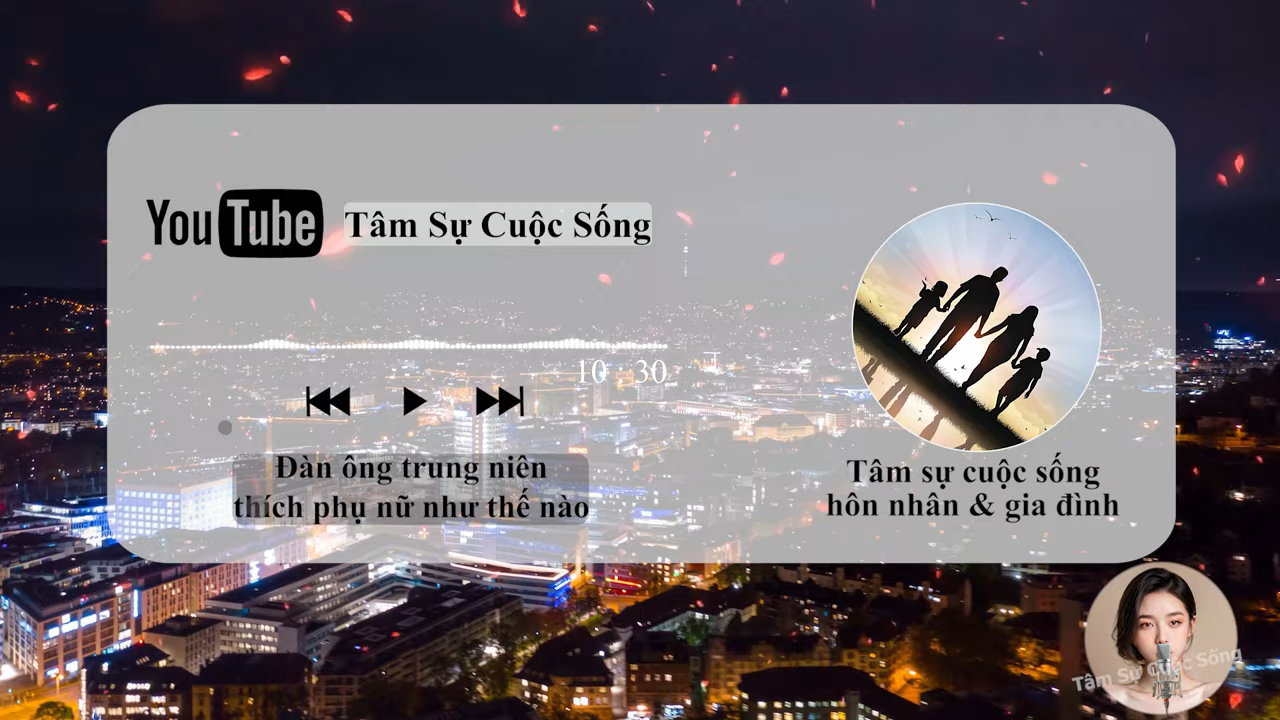 YouTube
Tâm Sự Cuộc Sống
10 : 30
Đàn ông trung niên
thích phụ nữ như thế nào
Tâm sự cuộc sống
hôn nhân & gia đình
Tâm Sự Cuộc Sống